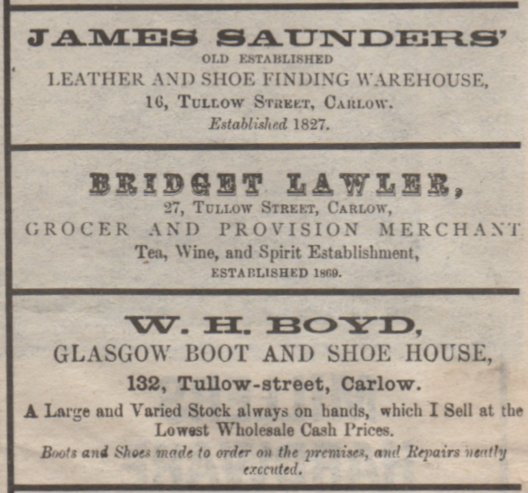 JAMES SAUNDERS'
OLD ESTABLISHED
LEATHER AND SHOE FINDING WAREHOUSE,
16, TULLOW STREET, CARLOW.
Established 1827.
BRIDGET LAWLER,
27, TULLOW STREET, CARLOW,
GROCER AND PROVISION MERCHANT
Tea, Wine, and Spirit Establishment,
ESTABLISHED 1869.
W. H. BOYD,
GLASGOW BOOT AND SHOE HOUSE,
132, Tullow-street, Carlow.
A Large and Varied Stock always on hands, which I Sell at the
Lowest Wholesale Cash Prices.
Boots and Shoes made to order on the premises, and Repairs neatly
executed.